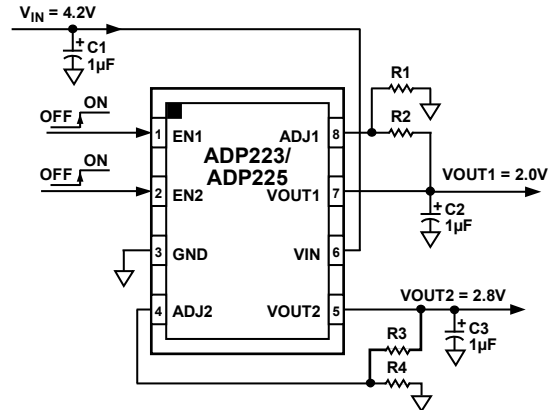 VIN = 4.2V
C1
1µF
R1
R2
OFF ON
OFF ON
1 EN1
2 EN2
3 GND
4 ADJ2
ADP223/
ADP225
ADJ1 8
VOUT1 7
VIN 6
VOUT2 5
VOUT1 = 2.0V
+ C2
1µF
VOUT2 = 2.8V
R3
R4
+ C3
1µF